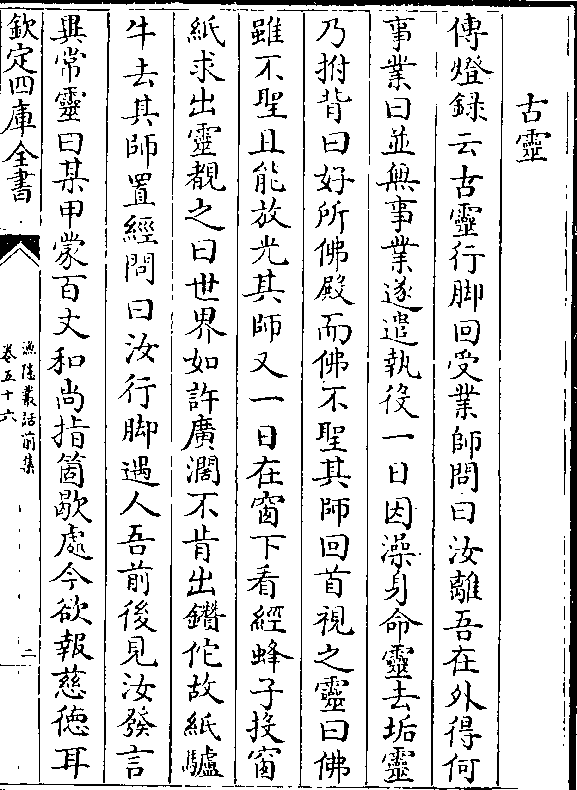 古靈
傳燈録云古靈行脚回受業師問曰汝離吾在外得何
事業曰並無事業遂遣執役一日因澡身命靈去垢靈
乃拊背曰好所佛殿而佛不聖其師回首視之靈曰佛
雖不聖且能放光其師又一日在窗下看經蜂子投窗
紙求出靈覩之曰世界如許廣濶不肯出鑽佗故紙驢
牛去其師置經問曰汝行脚遇人吾前後見汝發言
異常靈曰某甲蒙百丈和尚指箇歇處今欲報慈徳耳
欽定四庫全書
漁隠叢話前集
卷五十六
二